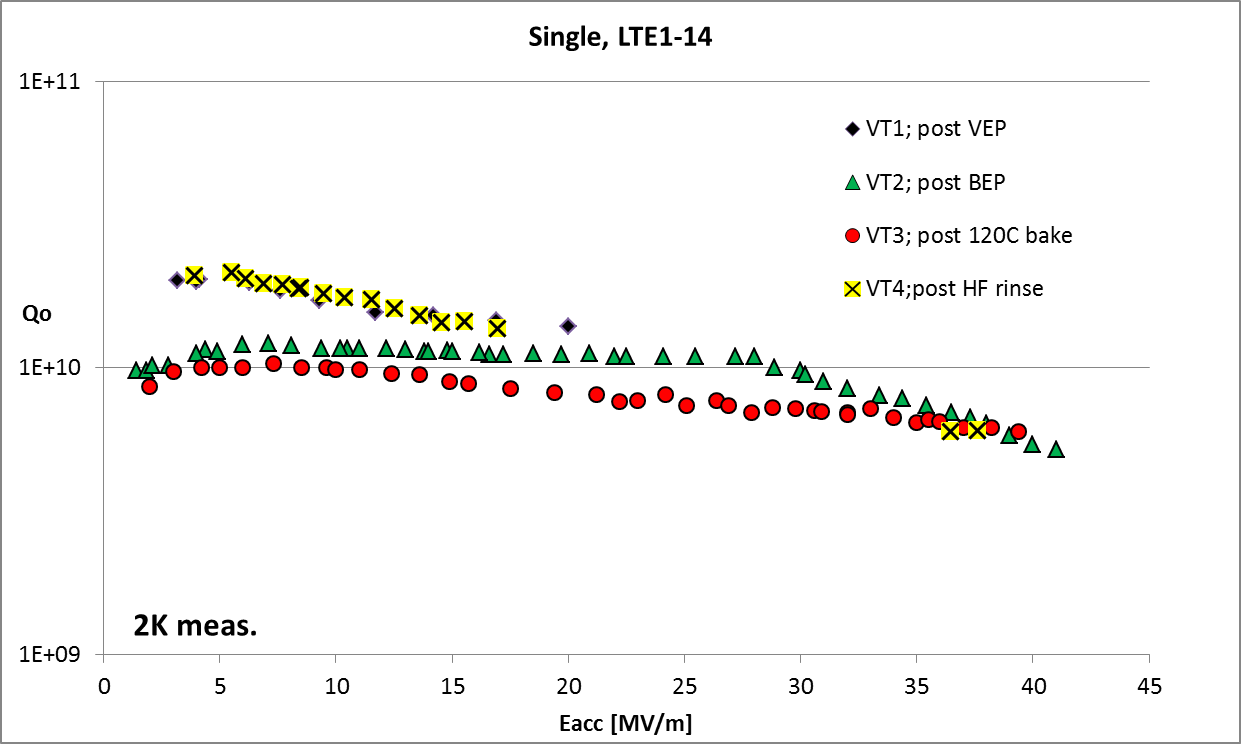 Single, LTE1-14
1E+11
VT1; post VEP
VT2; post BEP
VT3; post 120C bake
VT4;post HF rinse
Qo
1E+10
2K meas.
1E+09
0 5 10 15 20 25 30 35 40 45
Eacc [MV/m]